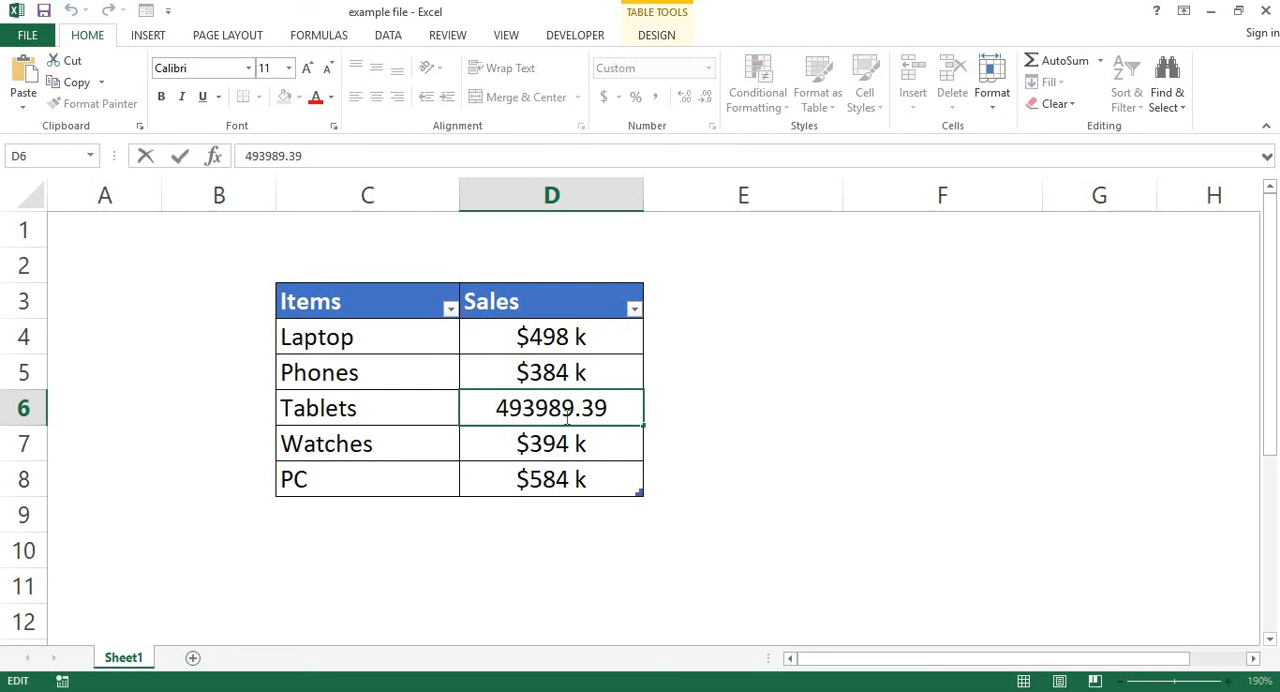 example file - Excel
TABLE TOOLS
?
FILE
HOME
INSERT
PAGE LAYOUT
FORMULAS
DATA
REVIEW
VIEW
DEVELOPER
DESIGN
Sign in
Paste
Cut
Copy
Format Painter
Clipboard
Calibri
11
B I U
A A
A
Font
Wrap Text
Merge & Center
Alignment
Custom
$ % ,
Number
Conditional
Formatting
Format as
Table
Cell
Styles
Styles
Insert
Delete
Format
Cells
AutoSum
Fill
Clear
Sort &
Filter
Find &
Select
Editing
D6
fx
493989.39
A B C D E F G H
1
2
3 Items Sales
4 Laptop $498 k
5 Phones $384 k
6 Tablets 493989.39
7 Watches $394 k
8 PC $584 k
9
10
11
12
Sheet1
EDIT
190%